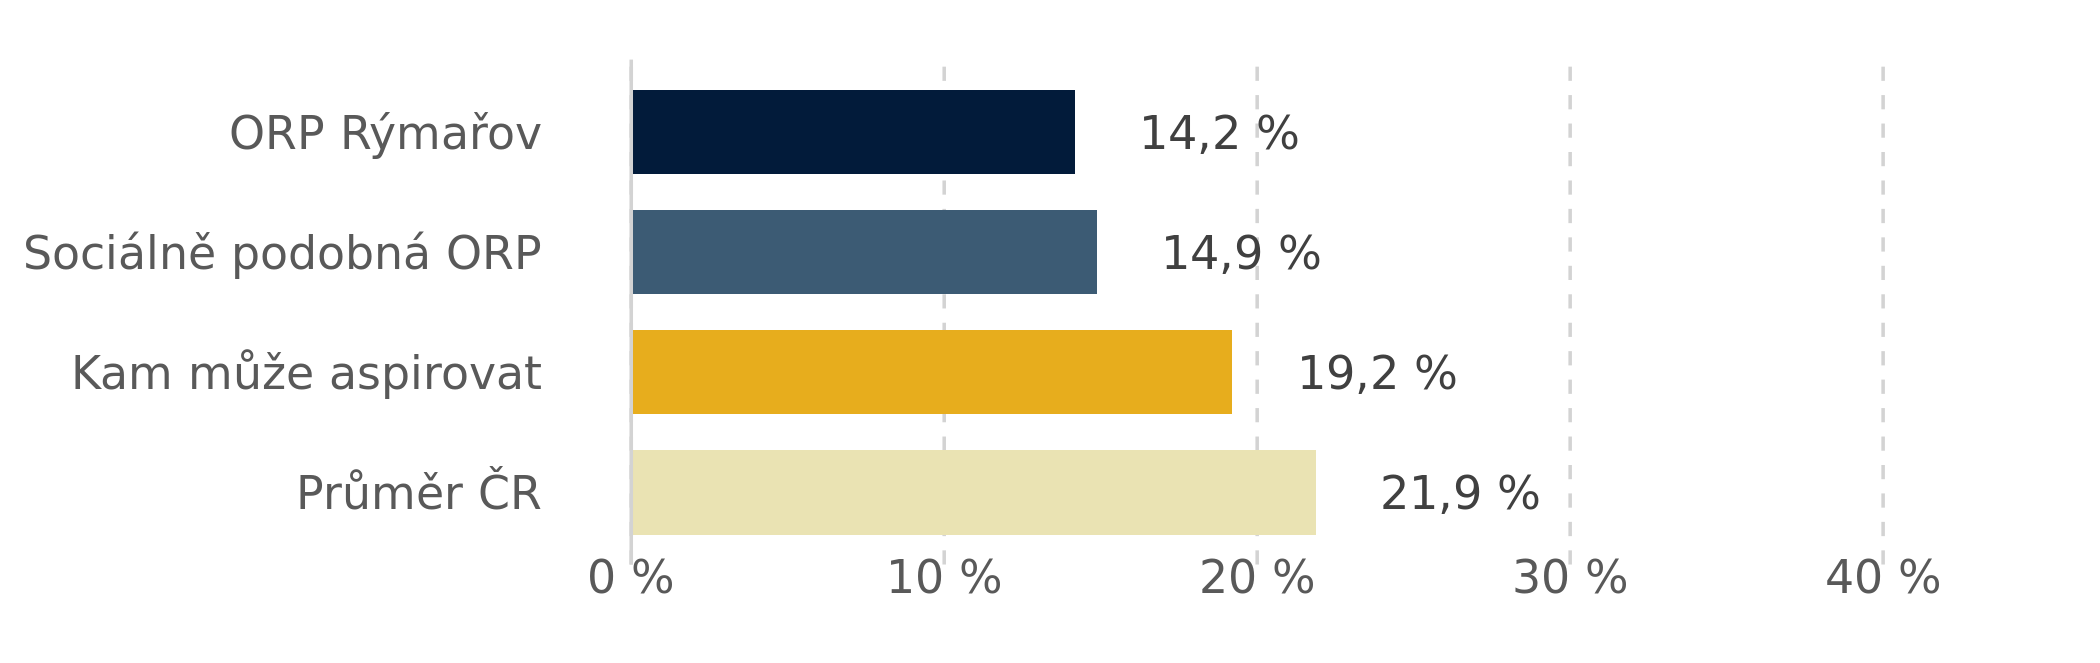 ORP Rýmařov
14,2 %
Sociálně podobná ORP
14,9 %
Kam může aspirovat
19,2 %
Průměr ČR
21,9 %
0 % 10 % 20 % 30 % 40 %